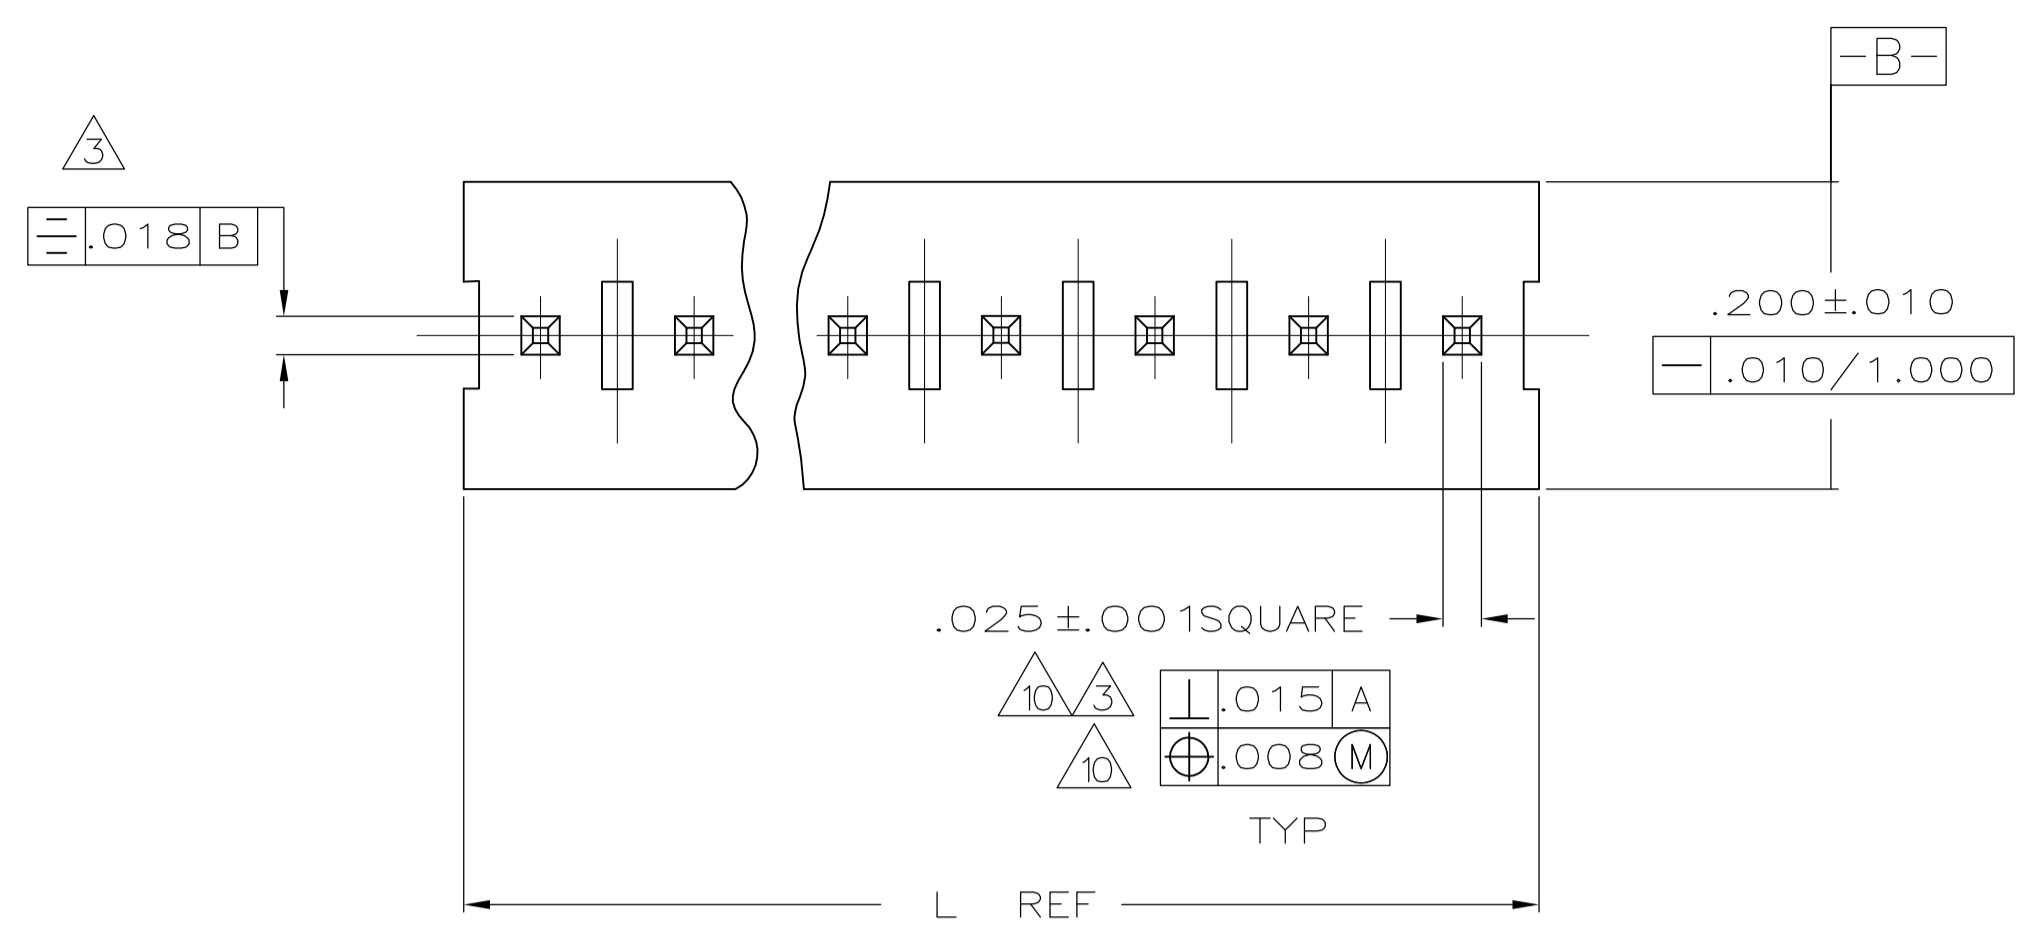 -B-
3
⌯ .018 B
.200±.010
⏤ .010/1.000
.025±.001SQUARE
10 3 ⟂ .015 A
10 ⌖ .008 Ⓜ
TYP
L REF